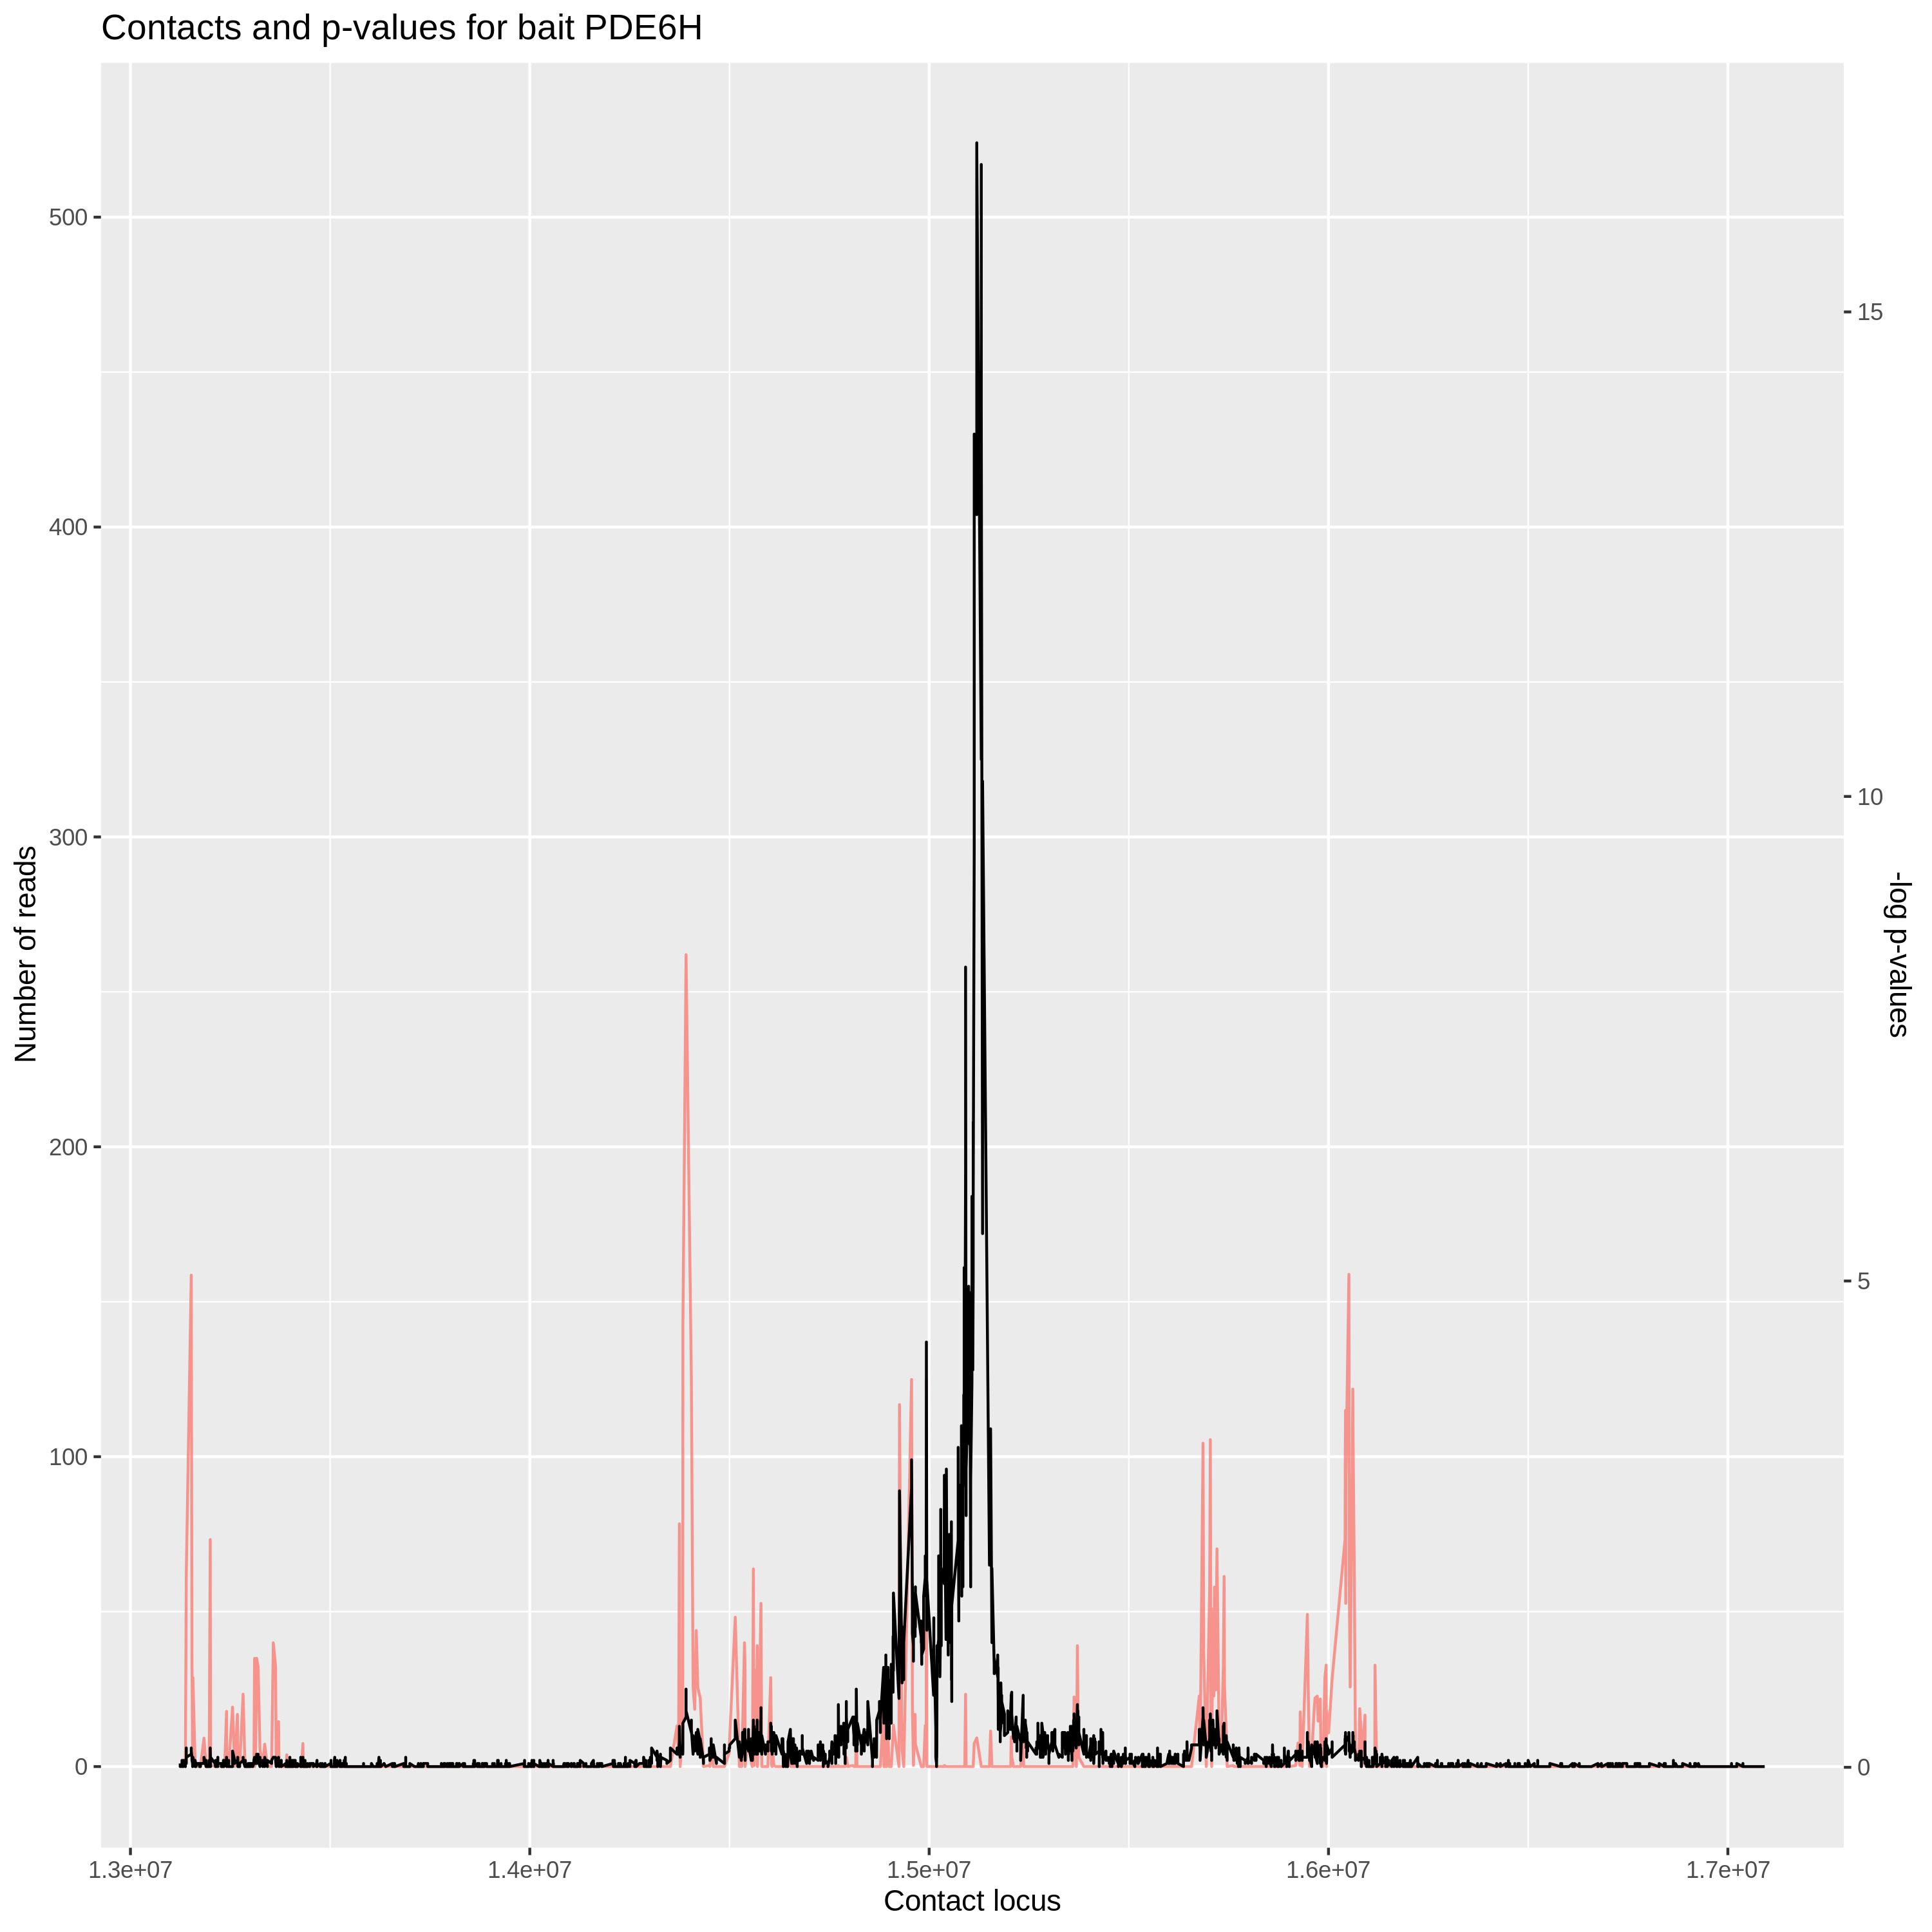 Contacts and p-values for bait PDE6H
500
400
300
200
100
0
Number of reads
15
10
5
0
-log p-values
1.3e+07
1.4e+07
1.5e+07
1.6e+07
1.7e+07
Contact locus